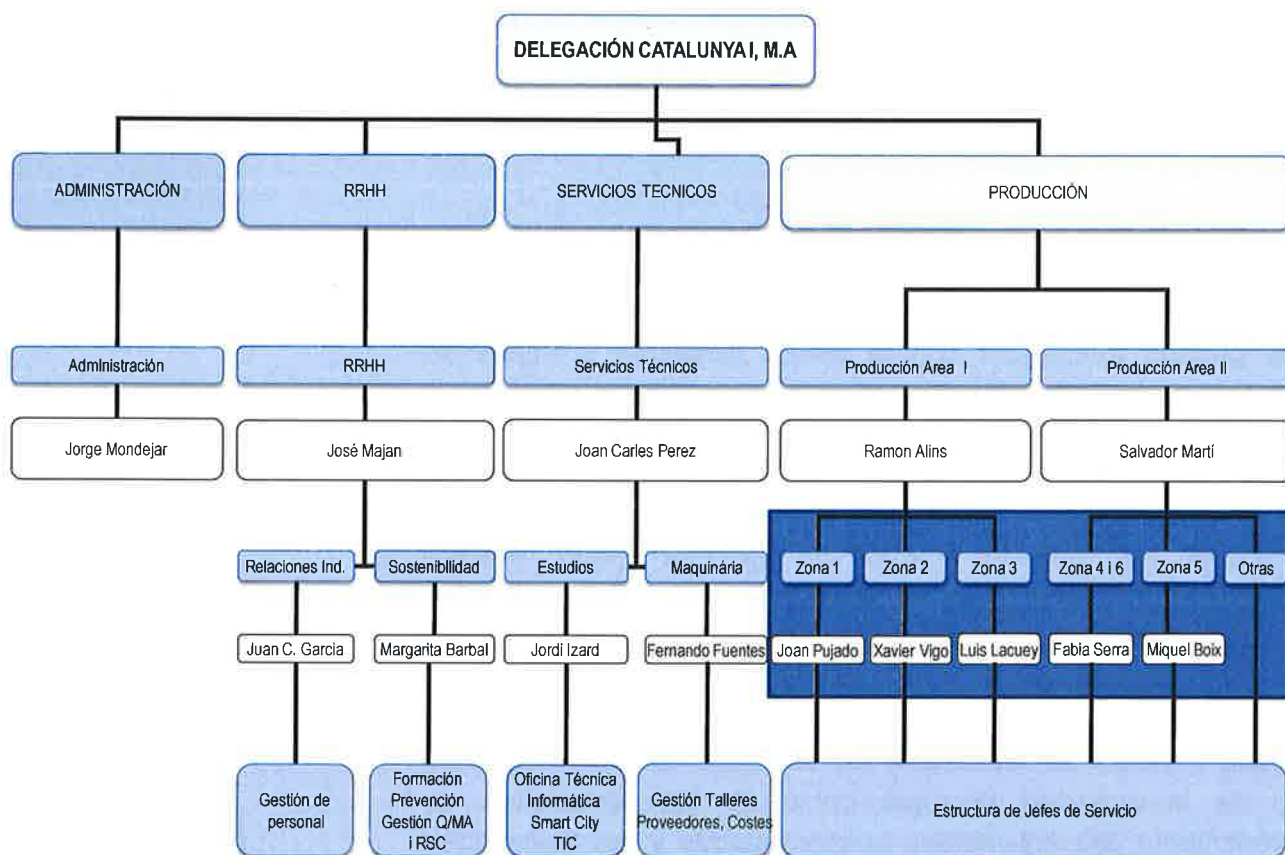 DELEGACIÓN CATALUNYA I, M.A
ADMINISTRACIÓN
RRHH
SERVICIOS TECNICOS
PRODUCCIÓN
Administración
RRHH
Servicios Técnicos
Producción Area I
Producción Area II
Jorge Mondejar
José Majan
Joan Carles Perez
Ramon Alins
Salvador Martí
Relaciones Ind.
Sostenibilidad
Estudios
Maquinária
Zona 1
Zona 2
Zona 3
Zona 4 i 6
Zona 5
Otras
Juan C. Garcia
Margarita Barbal
Jordi Izard
Fernando Fuentes
Joan Pujado
Xavier Vigo
Luis Lacuey
Fabia Serra
Miquel Boix
Gestión de
personal
Formación
Prevención
Gestión Q/MA
i RSC
Oficina Técnica
Informática
Smart City
TIC
Gestión Talleres
Proveedores, Costes
Estructura de Jefes de Servicio